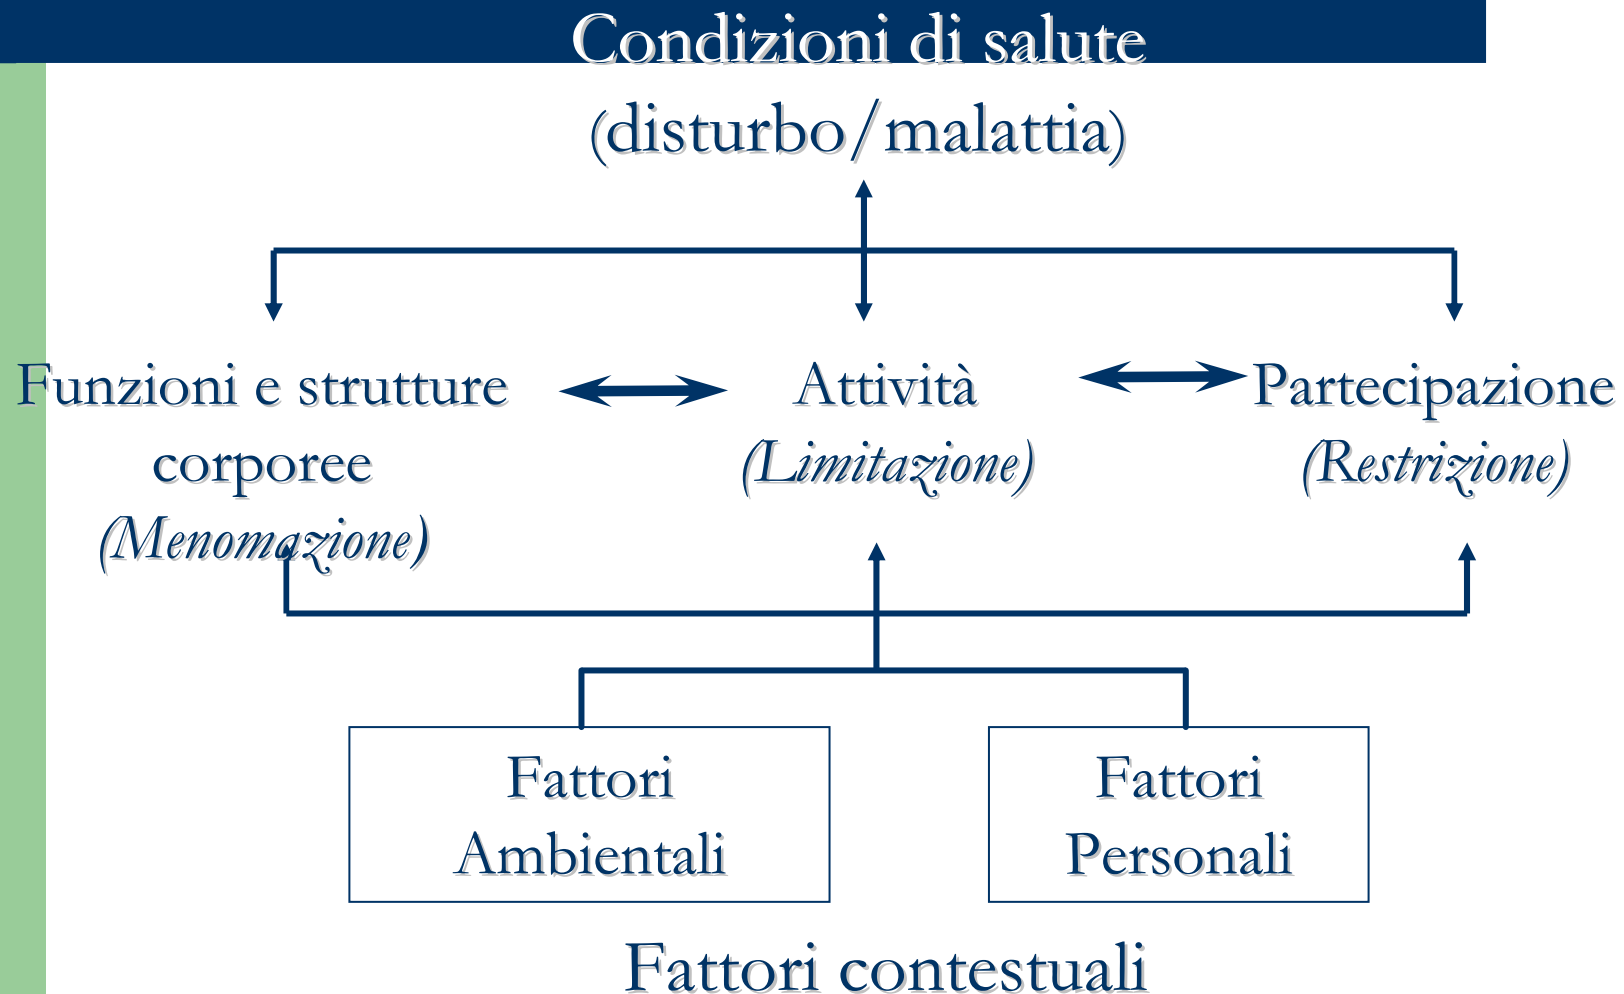 Condizioni di salute
(disturbo/malattia)
Funzioni e strutture
corporee
(Menomazione)
Attività
(Limitazione)
Partecipazione
(Restrizione)
Fattori
Ambientali
Fattori
Personali
Fattori contestuali